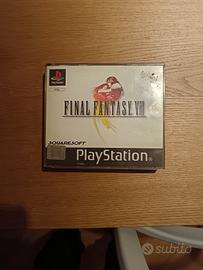 FINAL FANTASY VIII
SQUARESOFT
PlayStation
subito